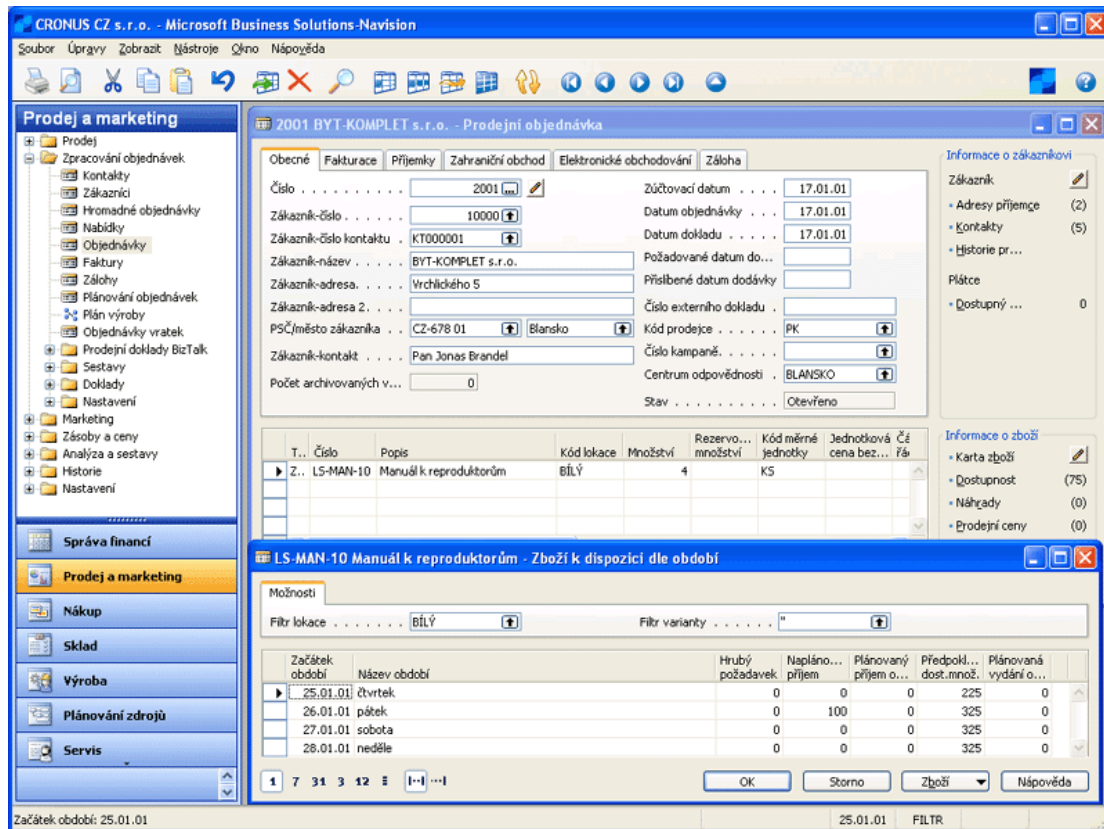 CRONUS CZ s.r.o. - Microsoft Business Solutions-Navision
Soubor Úpravy Zobrazit Nástroje Okno Nápověda
Prodej a marketing
Prodej
Zpracování objednávek
Kontakty
Zákazníci
Hromadné objednávky
Nabídky
Objednávky
Faktury
Zálohy
Plánování objednávek
Plán výroby
Objednávky vratek
Prodejní doklady BizTalk
Sestavy
Doklady
Nastavení
Marketing
Zásoby a ceny
Analýza a sestavy
Historie
Nastavení
Správa financí
Prodej a marketing
Nákup
Sklad
Výroba
Plánování zdrojů
Servis
2001 BYT-KOMPLET s.r.o. - Prodejní objednávka
Obecné Fakturace Příjemky Zahraniční obchod Elektronické obchodování Záloha
Číslo . . . . . . . . . . 2001 ...
Zákazník-číslo . . . . . . 10000
Zákazník-číslo kontaktu . KT000001
Zákazník-název . . . . . BYT-KOMPLET s.r.o.
Zákazník-adresa. . . . . Vrchlického 5
Zákazník-adresa 2. . . .
PSČ/město zákazníka . . CZ-678 01 Blansko
Zákazník-kontakt . . . . Pan Jonas Brandel
Počet archivovaných v... 0
Zúčtovací datum . . . . 17.01.01
Datum objednávky . . . 17.01.01
Datum dokladu . . . . . 17.01.01
Požadované datum do...
Přislíbené datum dodávky
Číslo externího dokladu .
Kód prodejce . . . . . . PK
Číslo kampaně. . . . . .
Centrum odpovědnosti . BLANSKO
Stav . . . . . . . . . . Otevřeno
Informace o zákazníkovi
Zákazník
Adresy příjemce (2)
Kontakty (5)
Historie pr...
Plátce
Dostupný ... 0
T.. Číslo Popis Kód lokace Množství Rezervo... množství Kód měrné jednotky Jednotková cena bez... Čá řá
Z.. LS-MAN-10 Manuál k reproduktorům BÍLÝ 4 KS
Informace o zboží
Karta zboží
Dostupnost (75)
Náhrady (0)
Prodejní ceny (0)
LS-MAN-10 Manuál k reproduktorům - Zboží k dispozici dle období
Možnosti
Filtr lokace . . . . . . . BÍLÝ Filtr varianty . . . . . . ''
Začátek období Název období Hrubý požadavek Napláno... příjem Plánovaný příjem o... Předpokl... dost.množ. Plánovaná vydání o...
25.01.01 čtvrtek 0 0 0 225 0
26.01.01 pátek 0 100 0 325 0
27.01.01 sobota 0 0 0 325 0
28.01.01 neděle 0 0 0 325 0
1 7 31 3 12
OK Storno Zboží Nápověda
Začátek období: 25.01.01 25.01.01 FILTR